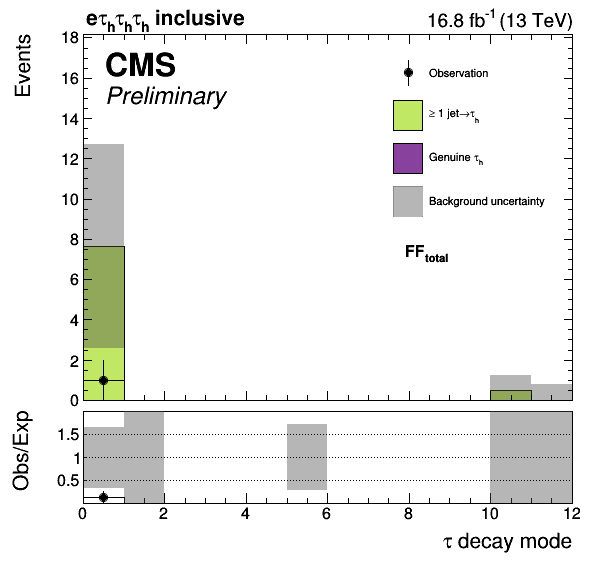 eτhτhτh inclusive
16.8 fb-1 (13 TeV)
CMS
Preliminary
Observation
≥ 1 jet→τh
Genuine τh
Background uncertainty
FFtotal
Events
18
16
14
12
10
8
6
4
2
0
Obs/Exp
1.5
1
0.5
0 2 4 6 8 10 12
τ decay mode